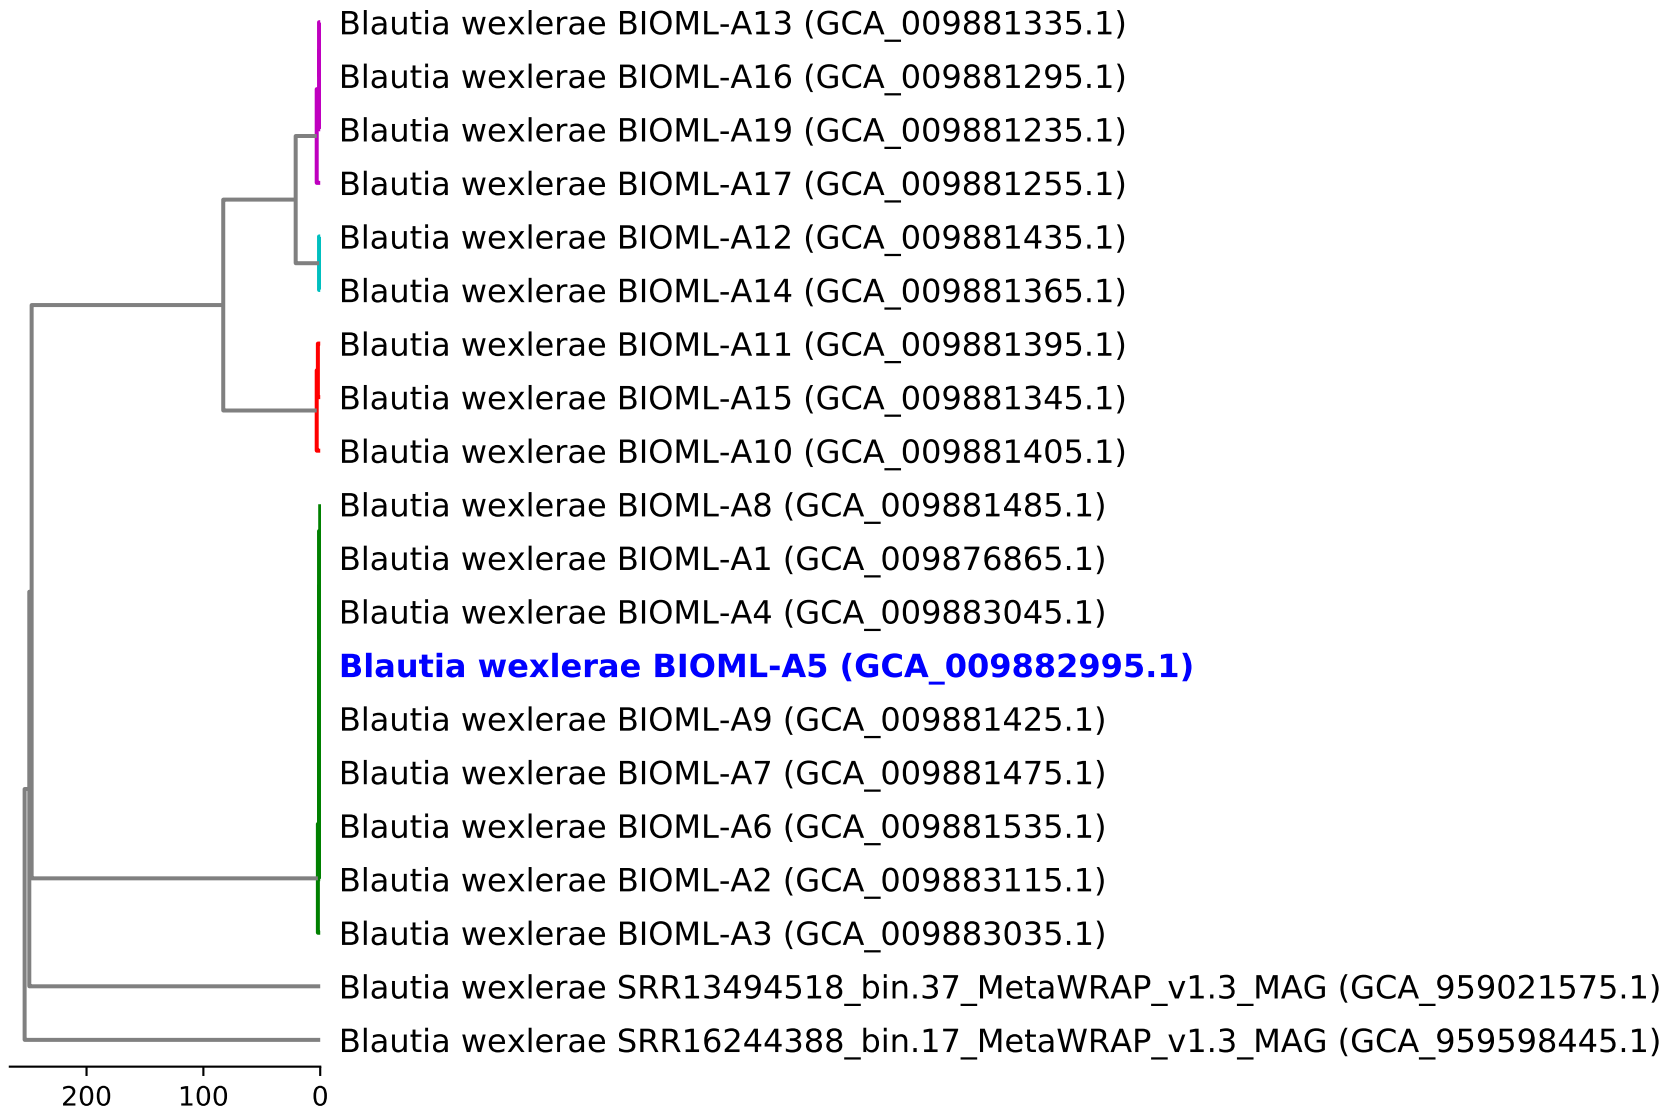 Blautia wexlerae BIOML-A13 (GCA_009881335.1)
Blautia wexlerae BIOML-A16 (GCA_009881295.1)
Blautia wexlerae BIOML-A19 (GCA_009881235.1)
Blautia wexlerae BIOML-A17 (GCA_009881255.1)
Blautia wexlerae BIOML-A12 (GCA_009881435.1)
Blautia wexlerae BIOML-A14 (GCA_009881365.1)
Blautia wexlerae BIOML-A11 (GCA_009881395.1)
Blautia wexlerae BIOML-A15 (GCA_009881345.1)
Blautia wexlerae BIOML-A10 (GCA_009881405.1)
Blautia wexlerae BIOML-A8 (GCA_009881485.1)
Blautia wexlerae BIOML-A1 (GCA_009876865.1)
Blautia wexlerae BIOML-A4 (GCA_009883045.1)
Blautia wexlerae BIOML-A5 (GCA_009882995.1)
Blautia wexlerae BIOML-A9 (GCA_009881425.1)
Blautia wexlerae BIOML-A7 (GCA_009881475.1)
Blautia wexlerae BIOML-A6 (GCA_009881535.1)
Blautia wexlerae BIOML-A2 (GCA_009883115.1)
Blautia wexlerae BIOML-A3 (GCA_009883035.1)
Blautia wexlerae SRR13494518_bin.37_MetaWRAP_v1.3_MAG (GCA_959021575.1)
Blautia wexlerae SRR16244388_bin.17_MetaWRAP_v1.3_MAG (GCA_959598445.1)
200 100 0